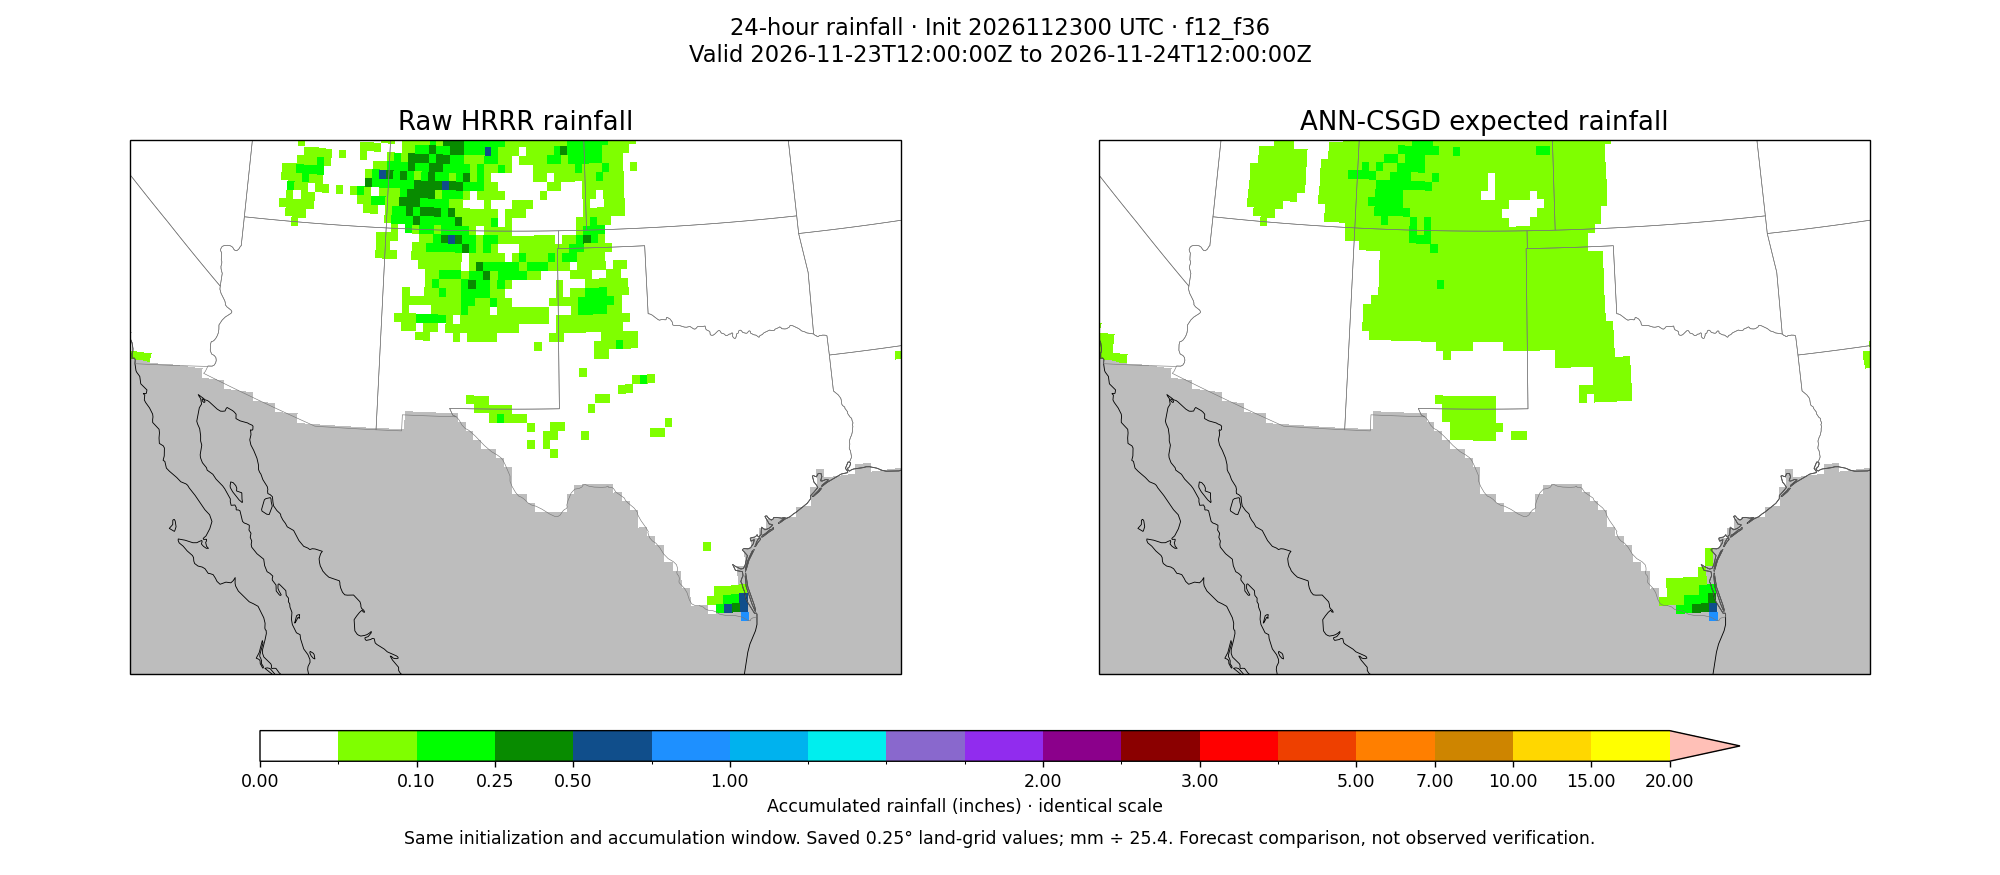 24-hour rainfall · Init 2026112300 UTC · f12_f36
Valid 2026-11-23T12:00:00Z to 2026-11-24T12:00:00Z
Raw HRRR rainfall
ANN-CSGD expected rainfall
0.00 0.10 0.25 0.50 1.00 2.00 3.00 5.00 7.00 10.00 15.00 20.00
Accumulated rainfall (inches) · identical scale
Same initialization and accumulation window. Saved 0.25° land-grid values; mm ÷ 25.4. Forecast comparison, not observed verification.